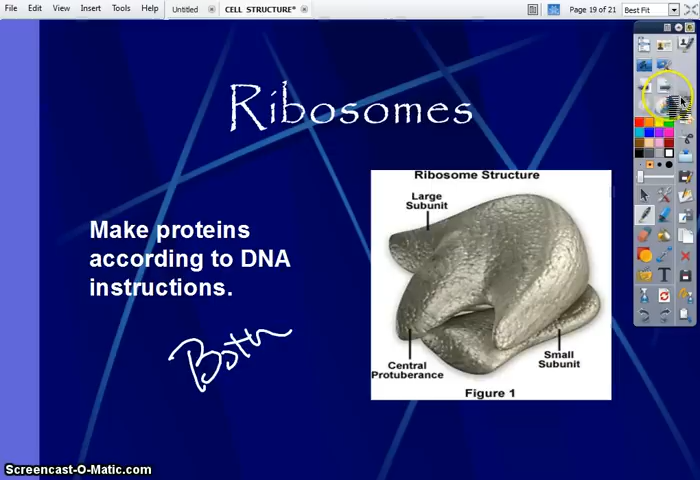 File Edit View Insert Tools Help Untitled CELL STRUCTURE* Page 19 of 21 Best Fit
Ribosomes
Ribosome Structure
Large
Subunit
Make proteins
according to DNA
instructions.
Both
Central
Protuberance
Small
Subunit
Figure 1
Screencast-O-Matic.com